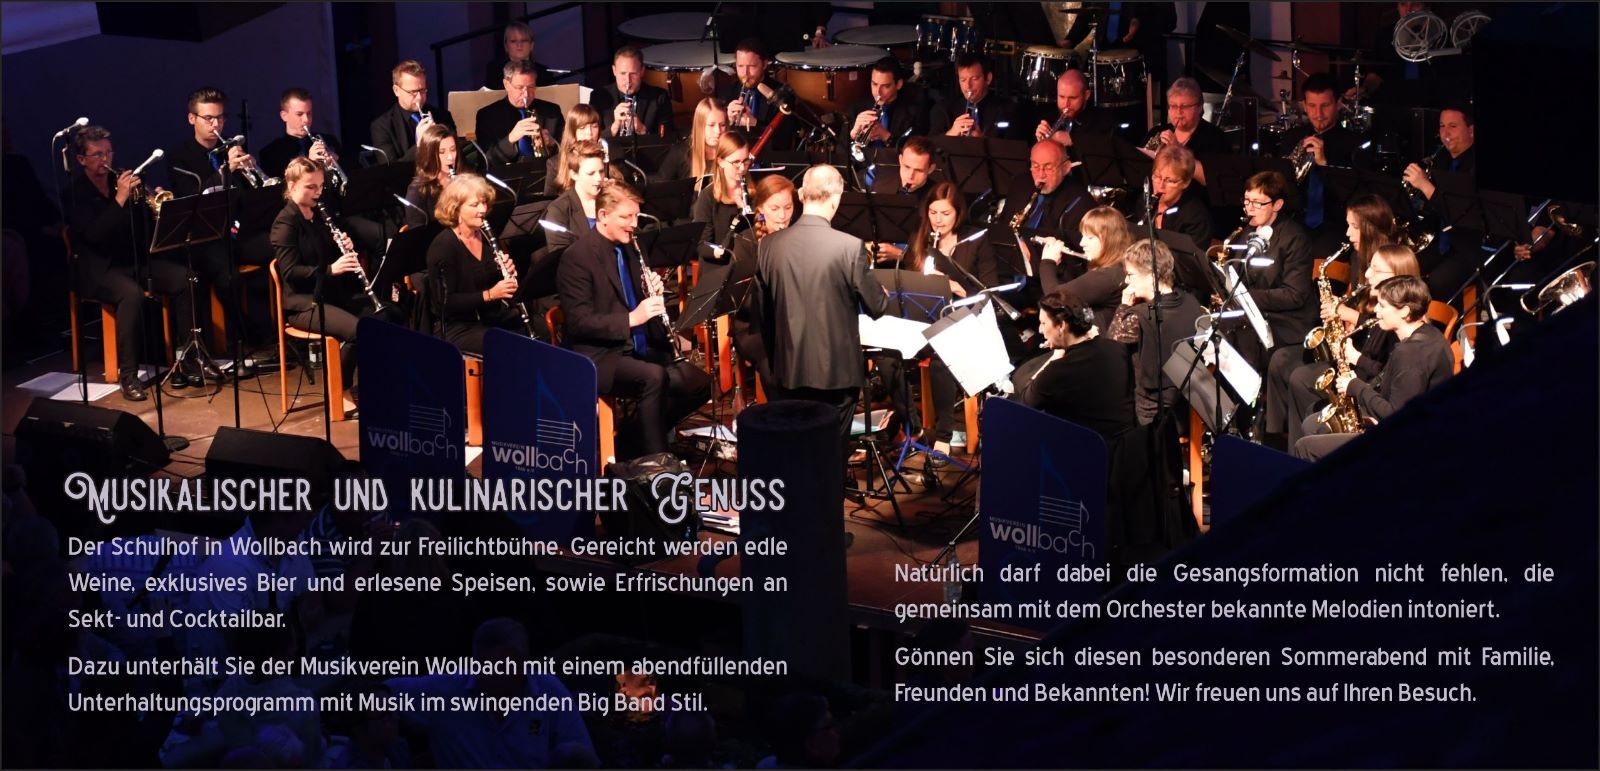 MUSIKVEREIN
wollbach
1866 e.V.
MUSIKVEREIN
wollbach
MUSIKVEREIN
wollbach
Musikalischer und kulinarischer Genuss
Der Schulhof in Wollbach wird zur Freilichtbühne. Gereicht werden edle
Weine, exklusives Bier und erlesene Speisen, sowie Erfrischungen an
Sekt- und Cocktailbar.
Dazu unterhält Sie der Musikverein Wollbach mit einem abendfüllenden
Unterhaltungsprogramm mit Musik im swingenden Big Band Stil.
Natürlich darf dabei die Gesangsformation nicht fehlen, die
gemeinsam mit dem Orchester bekannte Melodien intoniert.
Gönnen Sie sich diesen besonderen Sommerabend mit Familie,
Freunden und Bekannten! Wir freuen uns auf Ihren Besuch.